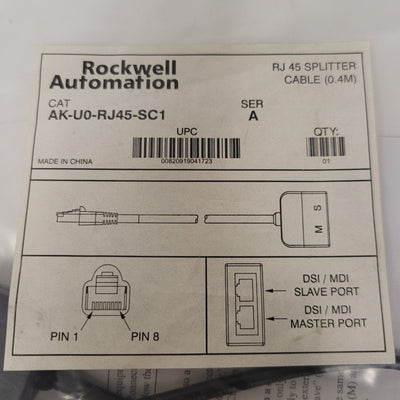 Rockwell
Automation
RJ 45 SPLITTER
CABLE (0.4M)
CAT
AK-U0-RJ45-SC1
SER
A
UPC
00820919041723
QTY:
01
MADE IN CHINA
M S
PIN 1
PIN 8
DSI / MDI
SLAVE PORT
DSI / MDI
MASTER PORT